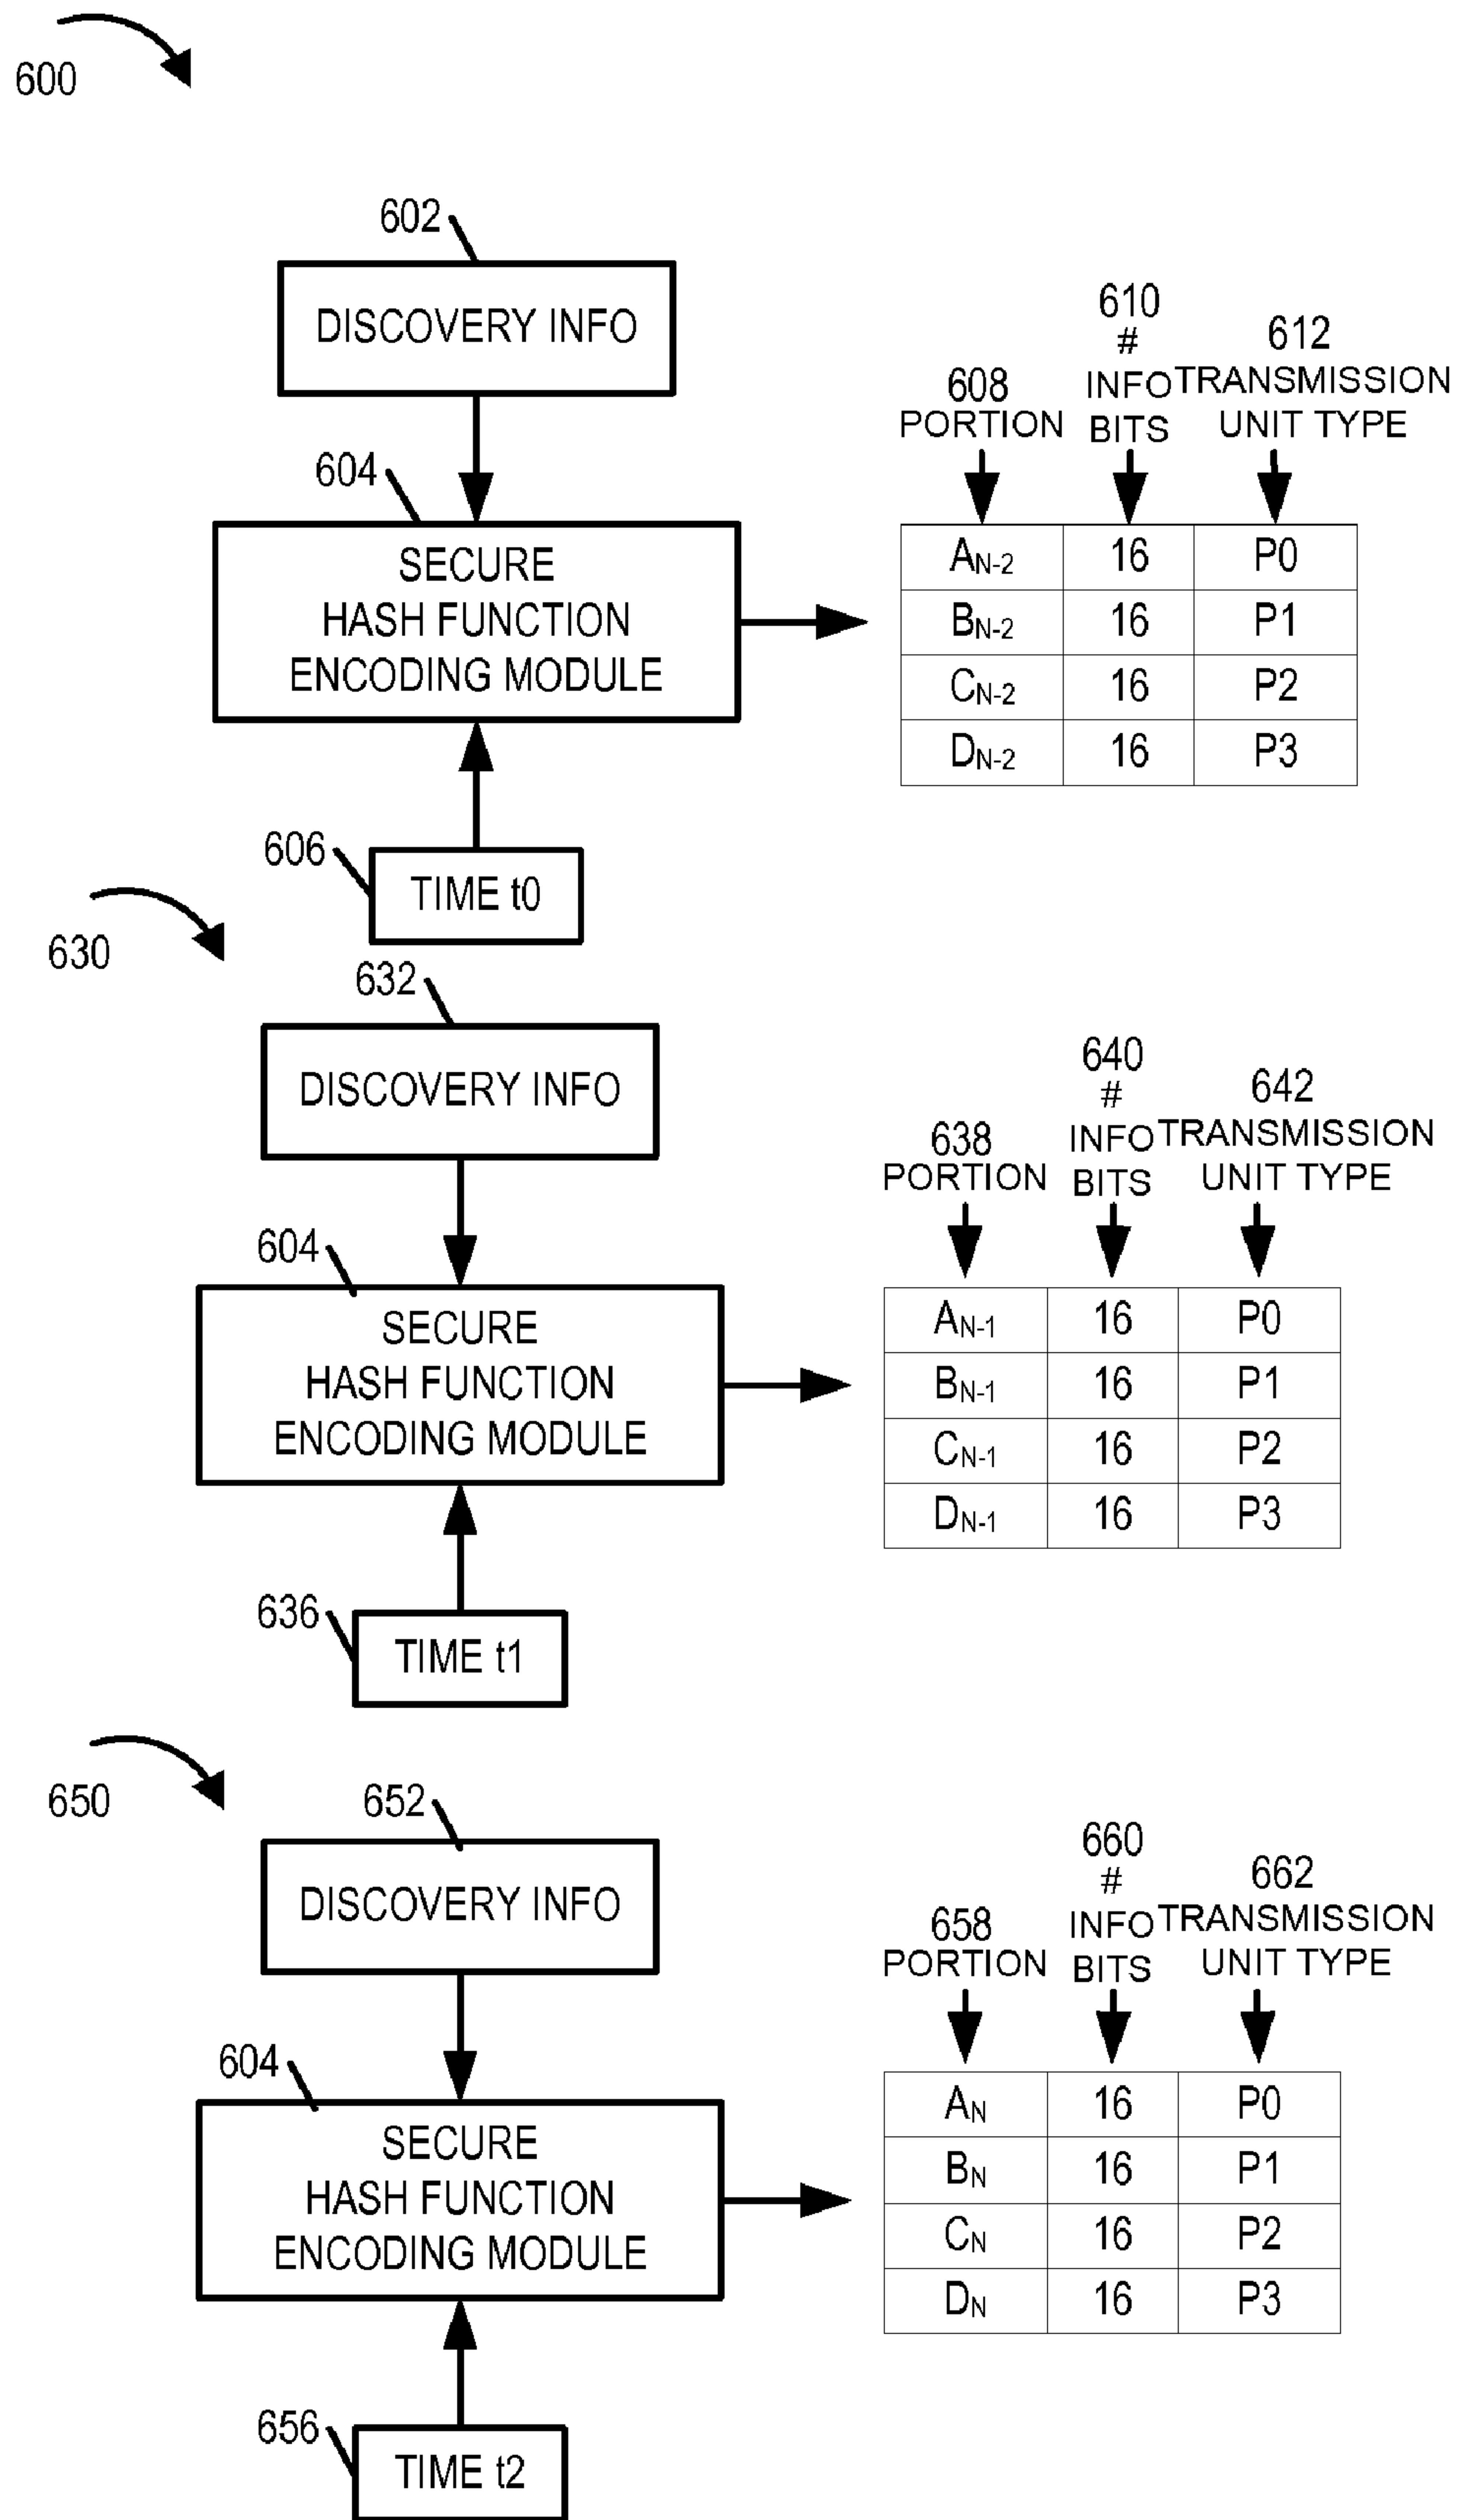 600
602
DISCOVERY INFO
604
SECURE
HASH FUNCTION
ENCODING MODULE
606
TIME t0
610
#
INFO
BITS
612
TRANSMISSION
UNIT TYPE
608
PORTION
AN-2 16 P0
BN-2 16 P1
CN-2 16 P2
DN-2 16 P3
630
632
DISCOVERY INFO
604
SECURE
HASH FUNCTION
ENCODING MODULE
636
TIME t1
640
#
INFO
BITS
642
TRANSMISSION
UNIT TYPE
638
PORTION
AN-1 16 P0
BN-1 16 P1
CN-1 16 P2
DN-1 16 P3
650
652
DISCOVERY INFO
604
SECURE
HASH FUNCTION
ENCODING MODULE
656
TIME t2
660
#
INFO
BITS
662
TRANSMISSION
UNIT TYPE
658
PORTION
AN 16 P0
BN 16 P1
CN 16 P2
DN 16 P3